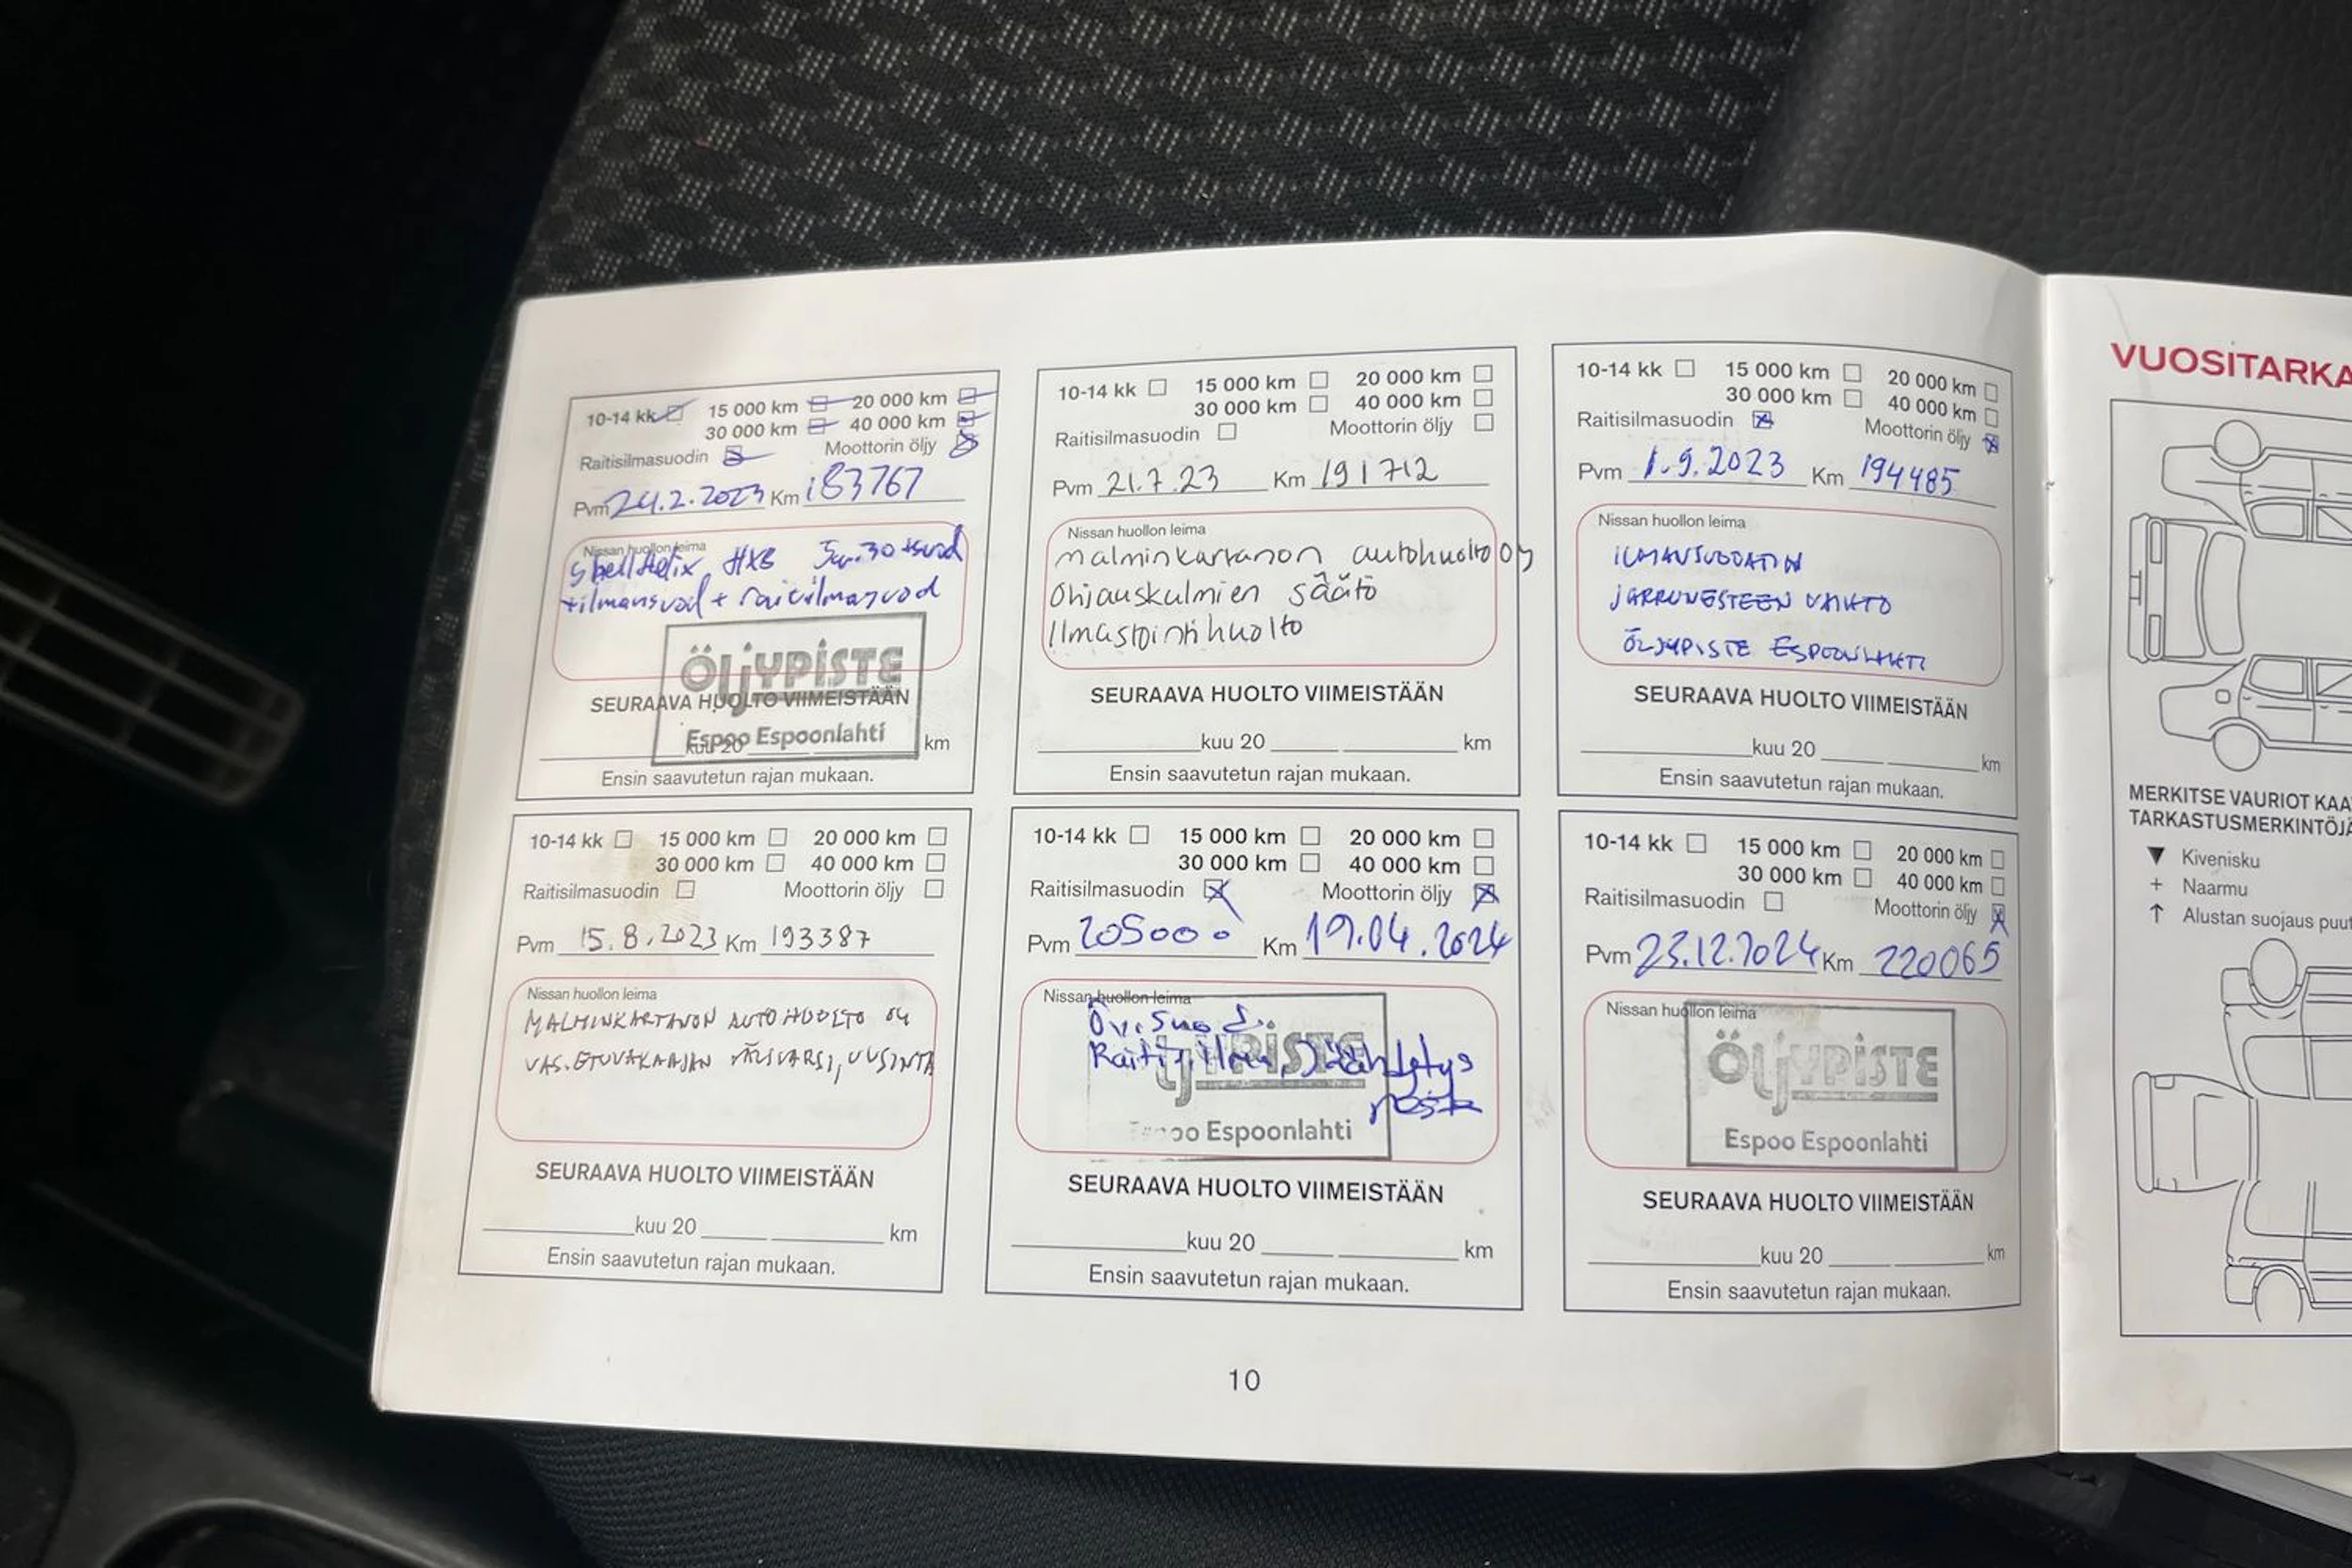 10-14 kk 15 000 km 20 000 km
30 000 km 40 000 km
Raitisilmasuodin Moottorin öljy
Pvm 24.2.2023 Km 183767
Nissan huollon leima
Shell Helix HX8 5w.30 +suod
+ilmansuod + raitisilmasuod
ÖLJYPISTE
SEURAAVA HUOLTO VIIMEISTÄÄN
Espoo Espoonlahti
kuu 20 km
Ensin saavutetun rajan mukaan.
10-14 kk 15 000 km 20 000 km
30 000 km 40 000 km
Raitisilmasuodin Moottorin öljy
Pvm 21.7.23 Km 191712
Nissan huollon leima
Malminkartanon autohuolto oy
Ohjauskulmien säätö
Ilmastointihuolto
SEURAAVA HUOLTO VIIMEISTÄÄN
kuu 20 km
Ensin saavutetun rajan mukaan.
10-14 kk 15 000 km 20 000 km
30 000 km 40 000 km
Raitisilmasuodin Moottorin öljy
Pvm 1.9.2023 Km 194485
Nissan huollon leima
ILMANSUODATIN
JARRUNESTEEN VAIHTO
ÖLJYPISTE ESPOONLAHTI
SEURAAVA HUOLTO VIIMEISTÄÄN
kuu 20 km
Ensin saavutetun rajan mukaan.
10-14 kk 15 000 km 20 000 km
30 000 km 40 000 km
Raitisilmasuodin Moottorin öljy
Pvm 15.8.2023 Km 193387
Nissan huollon leima
MALMINKARTANON AUTOHUOLTO OY
VAS. ETUVAKAAJAN VÄLIVARSI, UUSINTA
SEURAAVA HUOLTO VIIMEISTÄÄN
kuu 20 km
Ensin saavutetun rajan mukaan.
10-14 kk 15 000 km 20 000 km
30 000 km 40 000 km
Raitisilmasuodin Moottorin öljy
Pvm 205000 Km 19.04.2024
Nissan huollon leima
Öv. Suod.
Raitisilma, Jäähdytys
neste
ÖLJYPISTE
Espoo Espoonlahti
SEURAAVA HUOLTO VIIMEISTÄÄN
kuu 20 km
Ensin saavutetun rajan mukaan.
10-14 kk 15 000 km 20 000 km
30 000 km 40 000 km
Raitisilmasuodin Moottorin öljy
Pvm 23.12.2024 Km 220065
Nissan huollon leima
ÖLJYPISTE
Espoo Espoonlahti
SEURAAVA HUOLTO VIIMEISTÄÄN
kuu 20 km
Ensin saavutetun rajan mukaan.
10
VUOSITARKA
MERKITSE VAURIOT KAA
TARKASTUSMERKINTÖJÄ
▼ Kivenisku
+ Naarmu
↑ Alustan suojaus puut